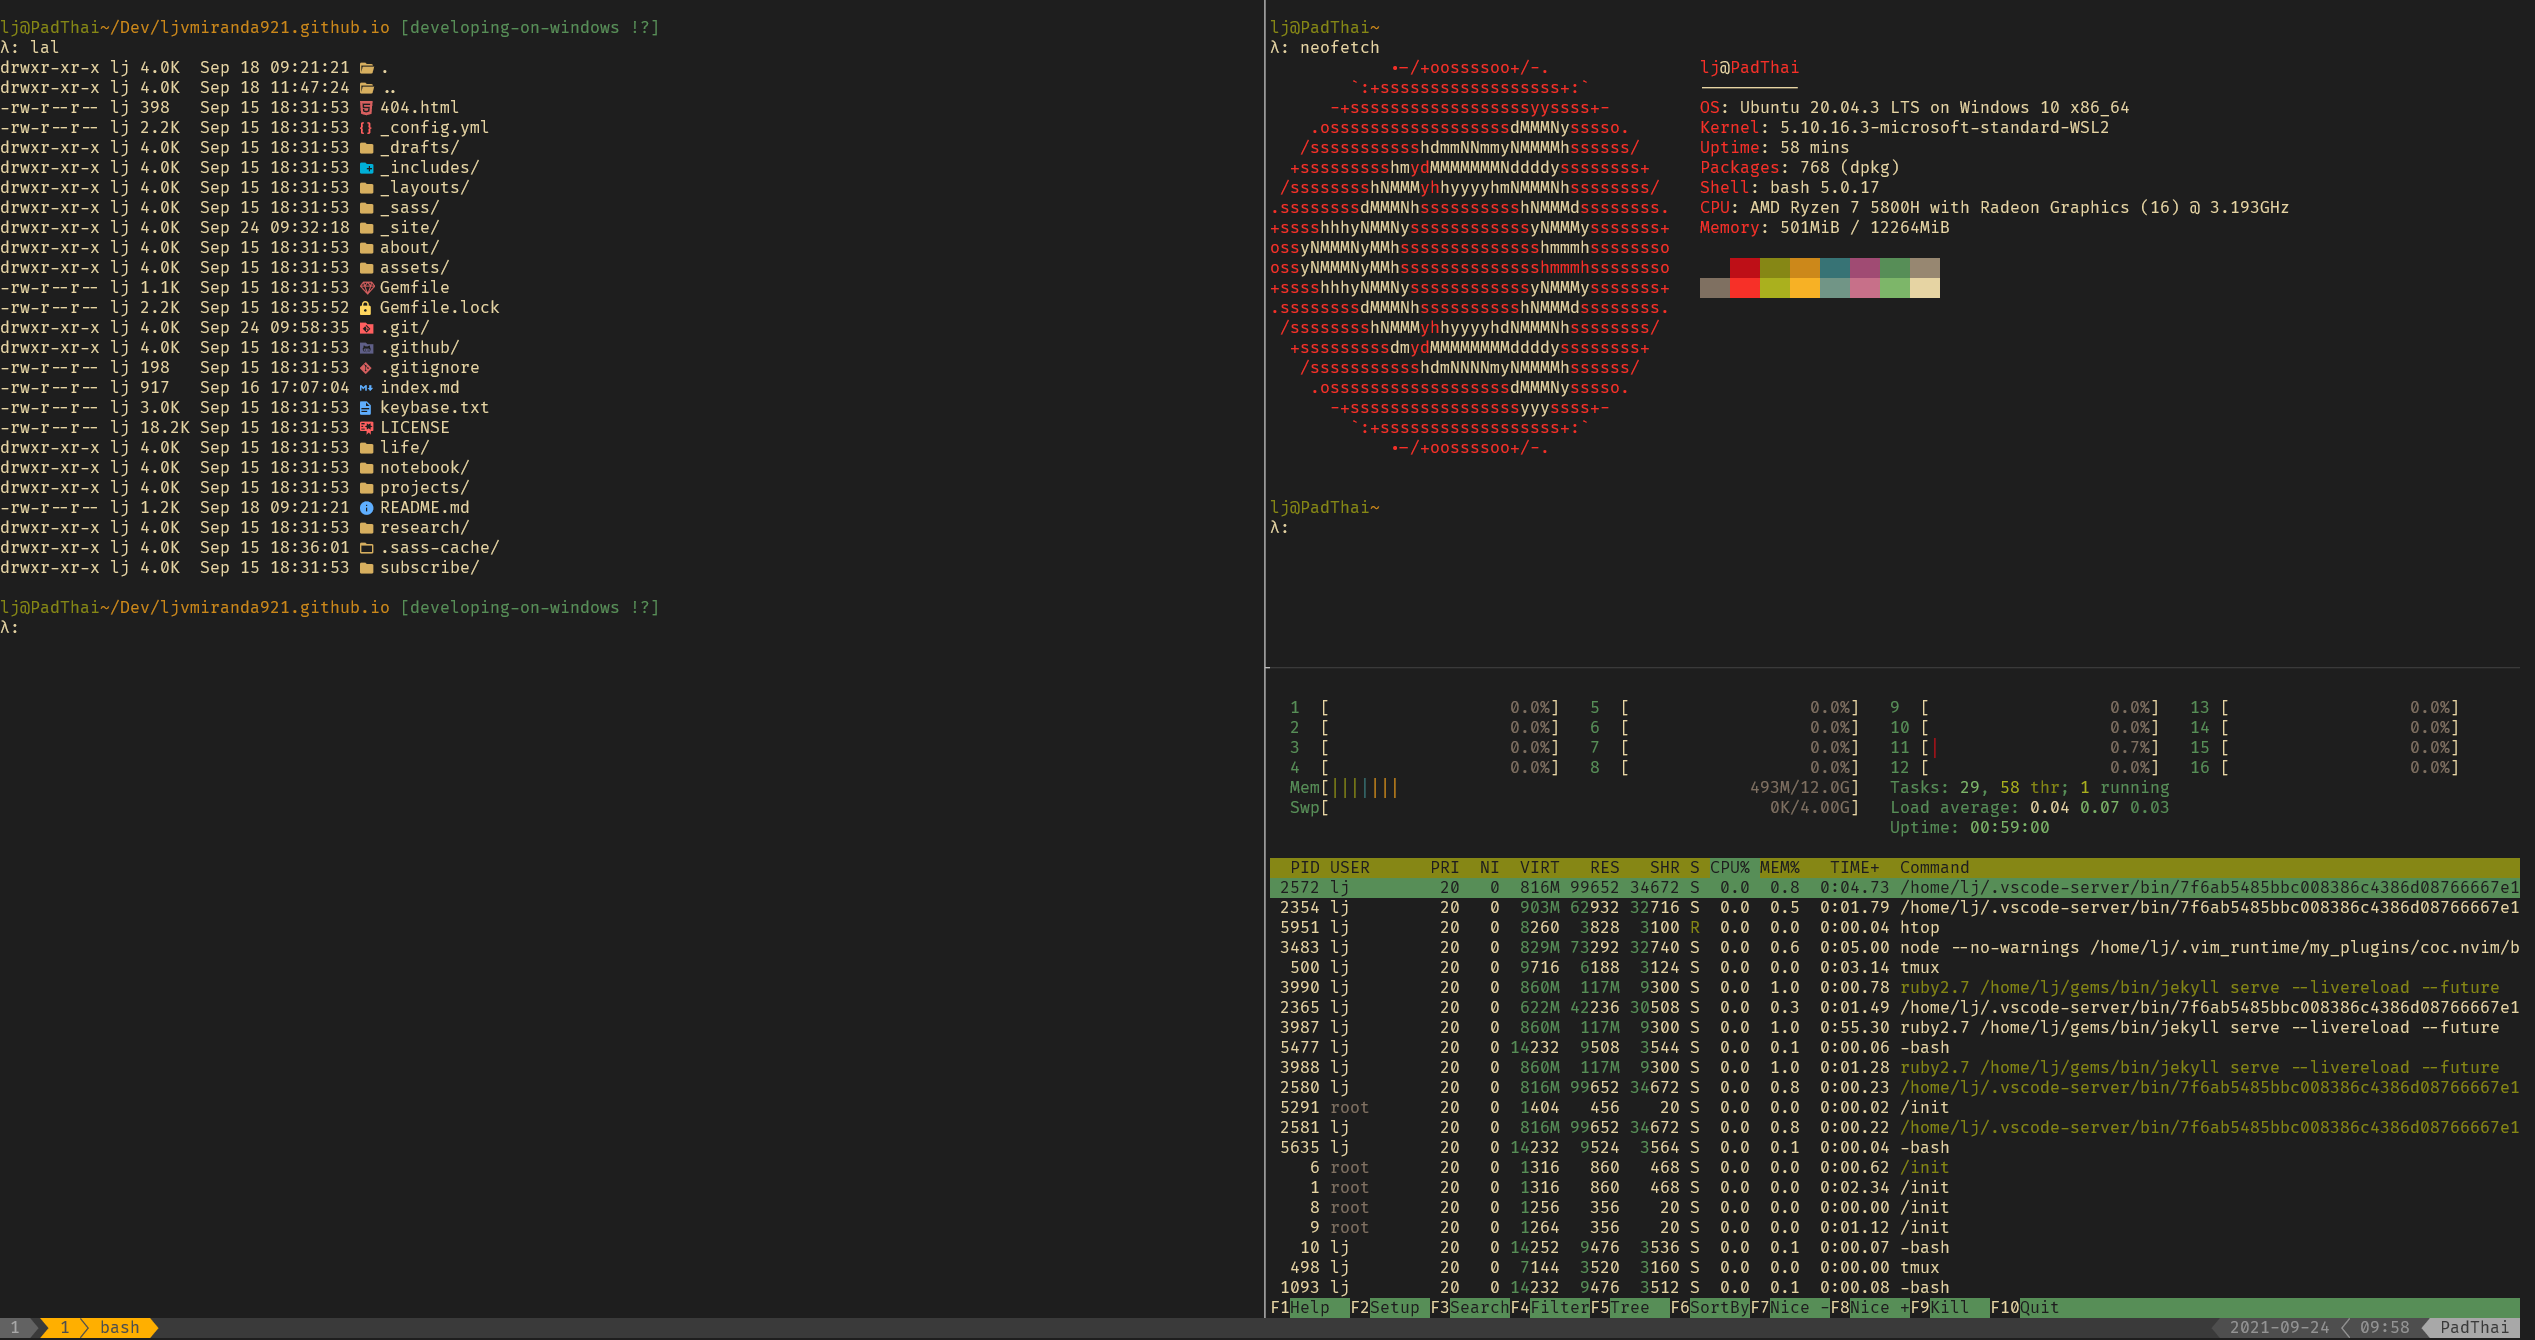 lj@PadThai~/Dev/ljvmiranda921.github.io [developing-on-windows !?]
λ: lal
drwxr-xr-x lj 4.0K  Sep 18 09:21:21 .
drwxr-xr-x lj 4.0K  Sep 18 11:47:24 ..
-rw-r--r-- lj 398   Sep 15 18:31:53 404.html
-rw-r--r-- lj 2.2K  Sep 15 18:31:53 _config.yml
drwxr-xr-x lj 4.0K  Sep 15 18:31:53 _drafts/
drwxr-xr-x lj 4.0K  Sep 15 18:31:53 _includes/
drwxr-xr-x lj 4.0K  Sep 15 18:31:53 _layouts/
drwxr-xr-x lj 4.0K  Sep 15 18:31:53 _sass/
drwxr-xr-x lj 4.0K  Sep 24 09:32:18 _site/
drwxr-xr-x lj 4.0K  Sep 15 18:31:53 about/
drwxr-xr-x lj 4.0K  Sep 15 18:31:53 assets/
-rw-r--r-- lj 1.1K  Sep 15 18:31:53 Gemfile
-rw-r--r-- lj 2.2K  Sep 15 18:35:52 Gemfile.lock
drwxr-xr-x lj 4.0K  Sep 24 09:58:35 .git/
drwxr-xr-x lj 4.0K  Sep 15 18:31:53 .github/
-rw-r--r-- lj 198   Sep 15 18:31:53 .gitignore
-rw-r--r-- lj 917   Sep 16 17:07:04 index.md
-rw-r--r-- lj 3.0K  Sep 15 18:31:53 keybase.txt
-rw-r--r-- lj 18.2K Sep 15 18:31:53 LICENSE
drwxr-xr-x lj 4.0K  Sep 15 18:31:53 life/
drwxr-xr-x lj 4.0K  Sep 15 18:31:53 notebook/
drwxr-xr-x lj 4.0K  Sep 15 18:31:53 projects/
-rw-r--r-- lj 1.2K  Sep 18 09:21:21 README.md
drwxr-xr-x lj 4.0K  Sep 15 18:31:53 research/
drwxr-xr-x lj 4.0K  Sep 15 18:36:01 .sass-cache/
drwxr-xr-x lj 4.0K  Sep 15 18:31:53 subscribe/
lj@PadThai~/Dev/ljvmiranda921.github.io [developing-on-windows !?]
λ:
lj@PadThai~
λ: neofetch
•-/+oossssoo+/-.
`:+ssssssssssssssssss+:`
-+ssssssssssssssssssyyssss+-
.ossssssssssssssssssdMMMNysssso.
/ssssssssssshdmmNNmmyNMMMMhssssss/
+ssssssssshmydMMMMMMMNddddyssssssss+
/sssssssshNMMMyhhyyyyhmNMMMNhssssssss/
.ssssssssdMMMNhsssssssssshNMMMdssssssss.
+sssshhhyNMMNyssssssssssssyNMMMysssssss+
ossyNMMMNyMMhsssssssssssssshmmmhssssssso
ossyNMMMNyMMhsssssssssssssshmmmhssssssso
+sssshhhyNMMNyssssssssssssyNMMMysssssss+
.ssssssssdMMMNhsssssssssshNMMMdssssssss.
/sssssssshNMMMyhhyyyyhdNMMMNhssssssss/
+sssssssssdmydMMMMMMMMddddyssssssss+
/ssssssssssshdmNNNNmyNMMMMhssssss/
.ossssssssssssssssssdMMMNysssso.
-+sssssssssssssssssyyyssss+-
`:+ssssssssssssssssss+:`
•-/+oossssoo+/-.
lj@PadThai
----------
OS: Ubuntu 20.04.3 LTS on Windows 10 x86_64
Kernel: 5.10.16.3-microsoft-standard-WSL2
Uptime: 58 mins
Packages: 768 (dpkg)
Shell: bash 5.0.17
CPU: AMD Ryzen 7 5800H with Radeon Graphics (16) @ 3.193GHz
Memory: 501MiB / 12264MiB
lj@PadThai~
λ:
1  [ 0.0%]   5  [ 0.0%]   9  [ 0.0%]   13 [ 0.0%]
2  [ 0.0%]   6  [ 0.0%]   10 [ 0.0%]   14 [ 0.0%]
3  [ 0.0%]   7  [ 0.0%]   11 [| 0.7%]   15 [ 0.0%]
4  [ 0.0%]   8  [ 0.0%]   12 [ 0.0%]   16 [ 0.0%]
Mem[||||||| 493M/12.0G]   Tasks: 29, 58 thr; 1 running
Swp[ 0K/4.00G]   Load average: 0.04 0.07 0.03
Uptime: 00:59:00
PID USER PRI NI VIRT RES SHR S CPU% MEM% TIME+ Command
2572 lj 20 0 816M 99652 34672 S 0.0 0.8 0:04.73 /home/lj/.vscode-server/bin/7f6ab5485bbc008386c4386d08766667e1
2354 lj 20 0 903M 62932 32716 S 0.0 0.5 0:01.79 /home/lj/.vscode-server/bin/7f6ab5485bbc008386c4386d08766667e1
5951 lj 20 0 8260 3828 3100 R 0.0 0.0 0:00.04 htop
3483 lj 20 0 829M 73292 32740 S 0.0 0.6 0:05.00 node --no-warnings /home/lj/.vim_runtime/my_plugins/coc.nvim/b
500 lj 20 0 9716 6188 3124 S 0.0 0.0 0:03.14 tmux
3990 lj 20 0 860M 117M 9300 S 0.0 1.0 0:00.78 ruby2.7 /home/lj/gems/bin/jekyll serve --livereload --future
2365 lj 20 0 622M 42236 30508 S 0.0 0.3 0:01.49 /home/lj/.vscode-server/bin/7f6ab5485bbc008386c4386d08766667e1
3987 lj 20 0 860M 117M 9300 S 0.0 1.0 0:55.30 ruby2.7 /home/lj/gems/bin/jekyll serve --livereload --future
5477 lj 20 0 14232 9508 3544 S 0.0 0.1 0:00.06 -bash
3988 lj 20 0 860M 117M 9300 S 0.0 1.0 0:01.28 ruby2.7 /home/lj/gems/bin/jekyll serve --livereload --future
2580 lj 20 0 816M 99652 34672 S 0.0 0.8 0:00.23 /home/lj/.vscode-server/bin/7f6ab5485bbc008386c4386d08766667e1
5291 root 20 0 1404 456 20 S 0.0 0.0 0:00.02 /init
2581 lj 20 0 816M 99652 34672 S 0.0 0.8 0:00.22 /home/lj/.vscode-server/bin/7f6ab5485bbc008386c4386d08766667e1
5635 lj 20 0 14232 9524 3564 S 0.0 0.1 0:00.04 -bash
6 root 20 0 1316 860 468 S 0.0 0.0 0:00.62 /init
1 root 20 0 1316 860 468 S 0.0 0.0 0:02.34 /init
8 root 20 0 1256 356 20 S 0.0 0.0 0:00.00 /init
9 root 20 0 1264 356 20 S 0.0 0.0 0:01.12 /init
10 lj 20 0 14252 9476 3536 S 0.0 0.1 0:00.07 -bash
498 lj 20 0 7144 3520 3160 S 0.0 0.0 0:00.00 tmux
1093 lj 20 0 14232 9476 3512 S 0.0 0.1 0:00.08 -bash
F1Help  F2Setup F3SearchF4FilterF5Tree  F6SortByF7Nice -F8Nice +F9Kill  F10Quit
1 1 bash 2021-09-24 09:58 PadThai